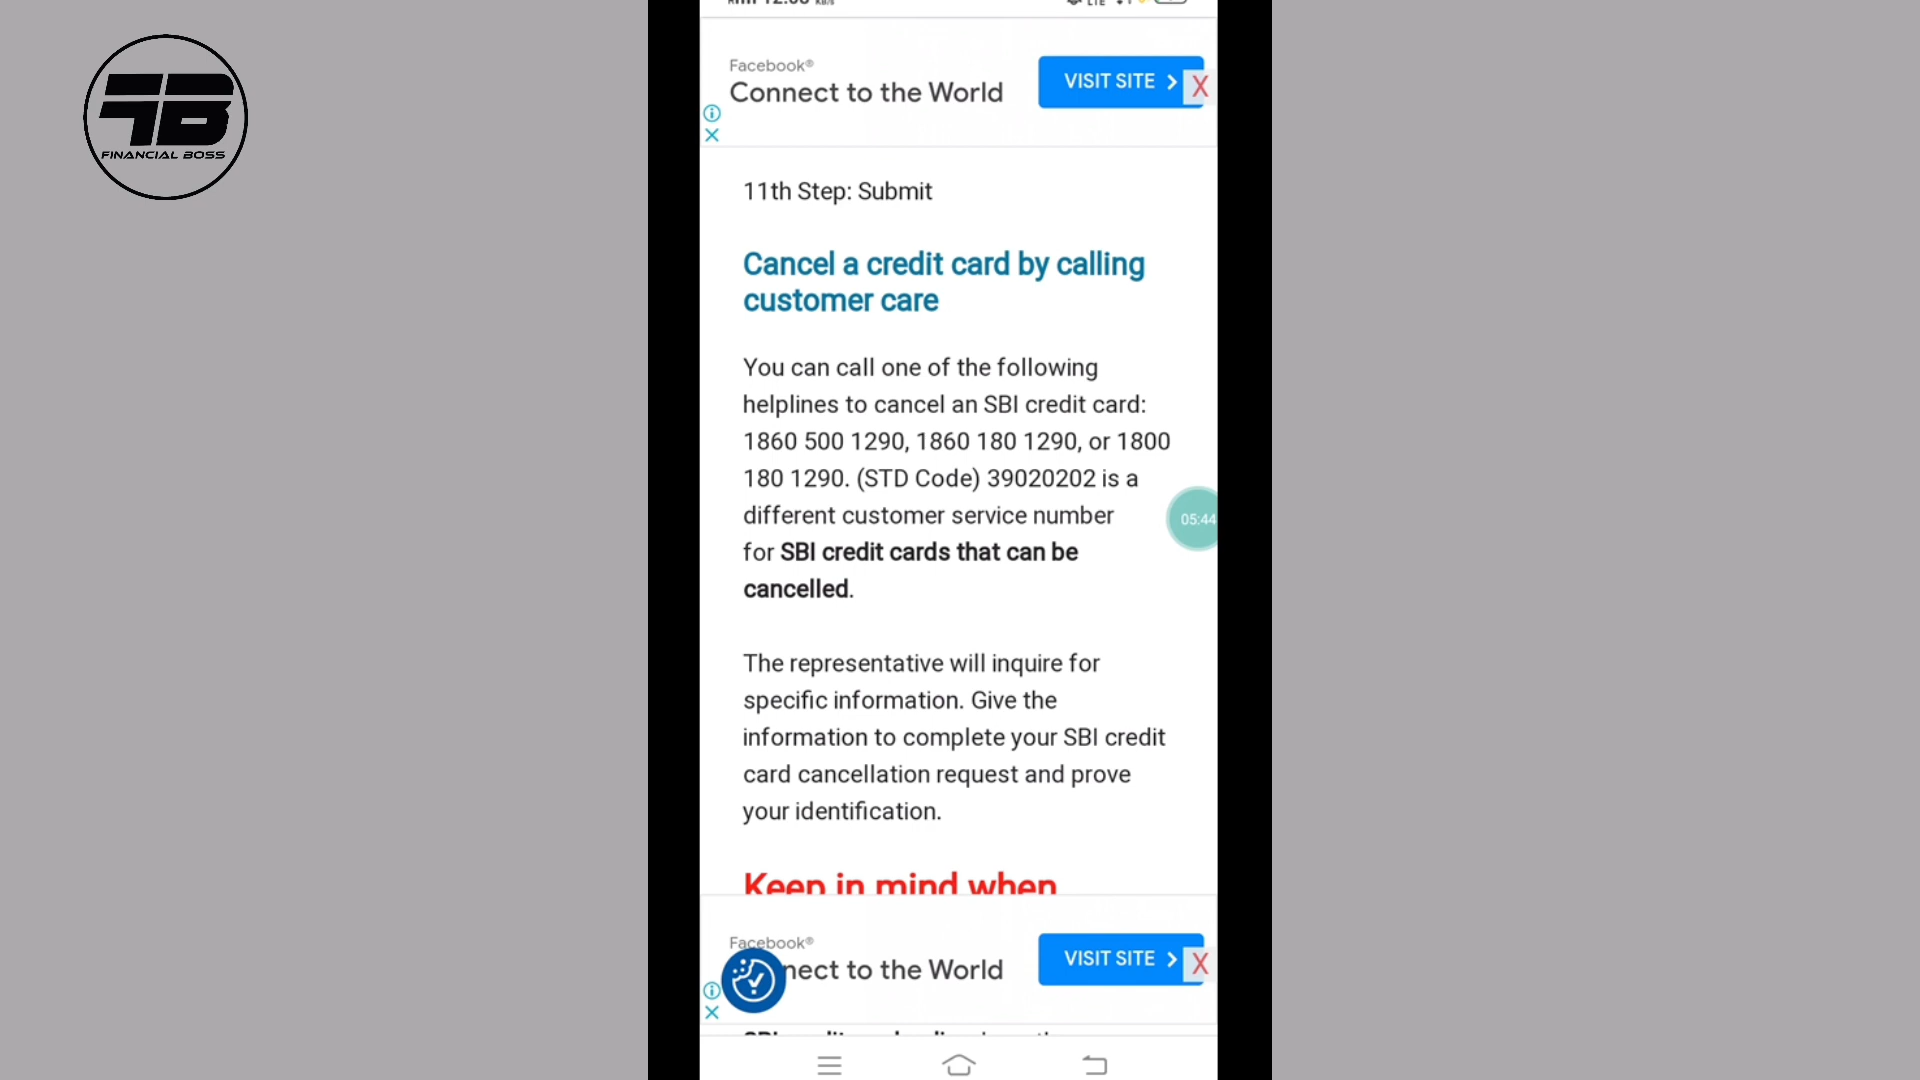 FINANCIAL BOSS
Facebook®
Connect to the World
VISIT SITE
X
11th Step: Submit
Cancel a credit card by calling
customer care
You can call one of the following
helplines to cancel an SBI credit card:
1860 500 1290, 1860 180 1290, or 1800
180 1290. (STD Code) 39020202 is a
different customer service number
for SBI credit cards that can be
cancelled.
05:44
The representative will inquire for
specific information. Give the
information to complete your SBI credit
card cancellation request and prove
your identification.
Keep in mind when
Facebook®
nect to the World
VISIT SITE
X